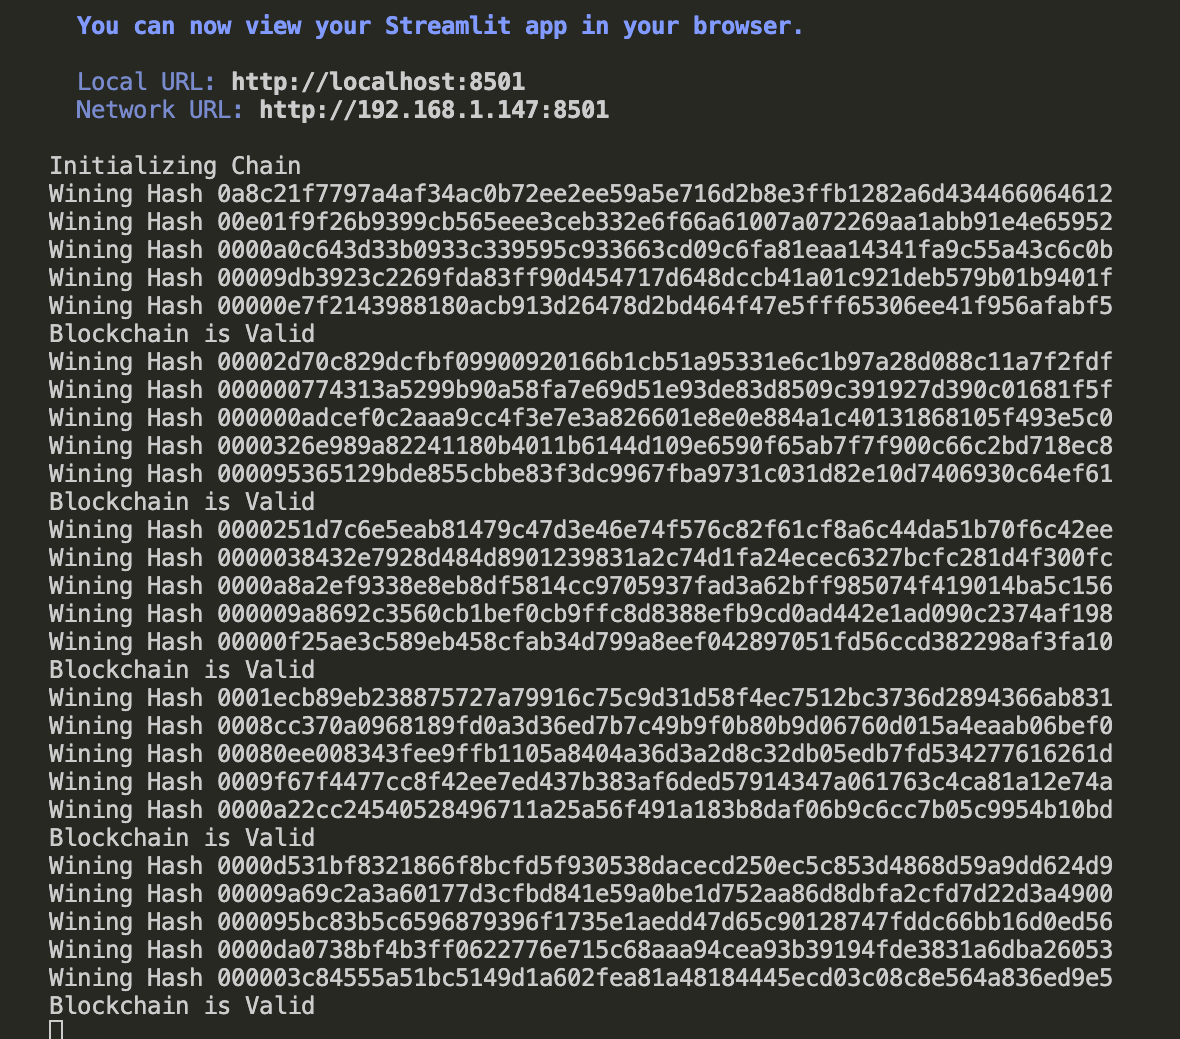 You can now view your Streamlit app in your browser.
Local URL: http://localhost:8501
Network URL: http://192.168.1.147:8501
Initializing Chain
Wining Hash 0a8c21f7797a4af34ac0b72ee2ee59a5e716d2b8e3ffb1282a6d434466064612
Wining Hash 00e01f9f26b9399cb565eee3ceb332e6f66a61007a072269aa1abb91e4e65952
Wining Hash 0000a0c643d33b0933c339595c933663cd09c6fa81eaa14341fa9c55a43c6c0b
Wining Hash 00009db3923c2269fda83ff90d454717d648dccb41a01c921deb579b01b9401f
Wining Hash 00000e7f2143988180acb913d26478d2bd464f47e5fff65306ee41f956afabf5
Blockchain is Valid
Wining Hash 00002d70c829dcfbf09900920166b1cb51a95331e6c1b97a28d088c11a7f2fdf
Wining Hash 000000774313a5299b90a58fa7e69d51e93de83d8509c391927d390c01681f5f
Wining Hash 000000adcef0c2aaa9cc4f3e7e3a826601e8e0e884a1c40131868105f493e5c0
Wining Hash 0000326e989a82241180b4011b6144d109e6590f65ab7f7f900c66c2bd718ec8
Wining Hash 000095365129bde855cbbe83f3dc9967fba9731c031d82e10d7406930c64ef61
Blockchain is Valid
Wining Hash 0000251d7c6e5eab81479c47d3e46e74f576c82f61cf8a6c44da51b70f6c42ee
Wining Hash 0000038432e7928d484d8901239831a2c74d1fa24ecec6327bcfc281d4f300fc
Wining Hash 0000a8a2ef9338e8eb8df5814cc9705937fad3a62bff985074f419014ba5c156
Wining Hash 000009a8692c3560cb1bef0cb9ffc8d8388efb9cd0ad442e1ad090c2374af198
Wining Hash 00000f25ae3c589eb458cfab34d799a8eef042897051fd56ccd382298af3fa10
Blockchain is Valid
Wining Hash 0001ecb89eb238875727a79916c75c9d31d58f4ec7512bc3736d2894366ab831
Wining Hash 0008cc370a0968189fd0a3d36ed7b7c49b9f0b80b9d06760d015a4eaab06bef0
Wining Hash 00080ee008343fee9ffb1105a8404a36d3a2d8c32db05edb7fd534277616261d
Wining Hash 0009f67f4477cc8f42ee7ed437b383af6ded57914347a061763c4ca81a12e74a
Wining Hash 0000a22cc24540528496711a25a56f491a183b8daf06b9c6cc7b05c9954b10bd
Blockchain is Valid
Wining Hash 0000d531bf8321866f8bcfd5f930538dacecd250ec5c853d4868d59a9dd624d9
Wining Hash 00009a69c2a3a60177d3cfbd841e59a0be1d752aa86d8dbfa2cfd7d22d3a4900
Wining Hash 000095bc83b5c6596879396f1735e1aedd47d65c90128747fddc66bb16d0ed56
Wining Hash 0000da0738bf4b3ff0622776e715c68aaa94cea93b39194fde3831a6dba26053
Wining Hash 000003c84555a51bc5149d1a602fea81a48184445ecd03c08c8e564a836ed9e5
Blockchain is Valid